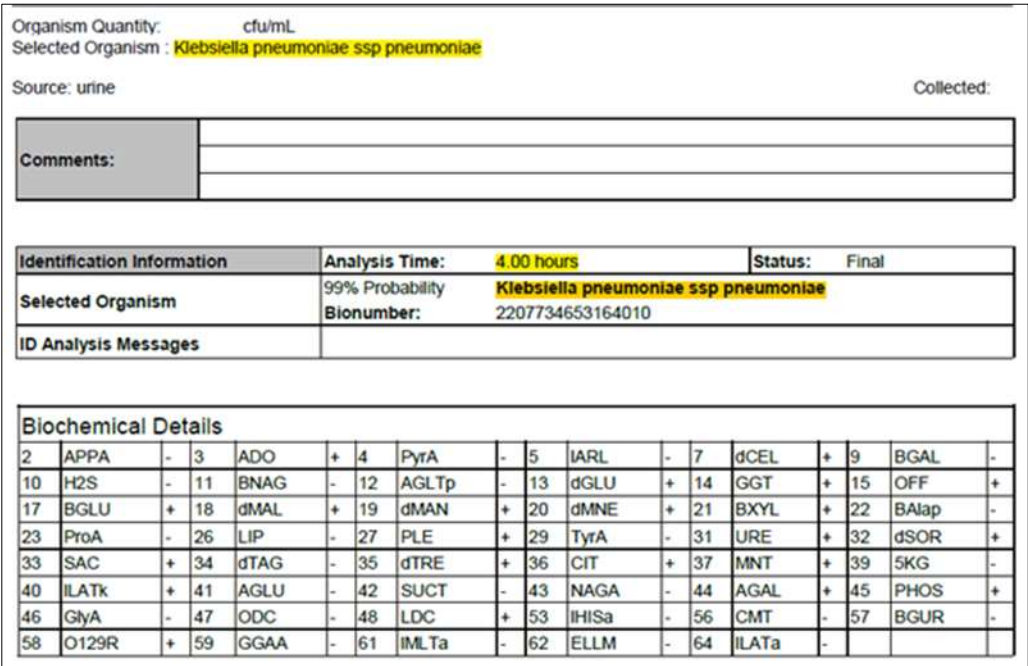 Organism Quantity: cfu/mL
Selected Organism : Klebsiella pneumoniae ssp pneumoniae
Source: urine Collected:
Comments:
Identification Information Analysis Time: 4.00 hours Status: Final
Selected Organism 99% Probability Klebsiella pneumoniae ssp pneumoniae
Bionumber: 2207734653164010
ID Analysis Messages
Biochemical Details
2 APPA - 3 ADO + 4 PyrA - 5 IARL - 7 dCEL + 9 BGAL -
10 H2S - 11 BNAG - 12 AGLTp - 13 dGLU + 14 GGT + 15 OFF +
17 BGLU + 18 dMAL + 19 dMAN + 20 dMNE + 21 BXYL + 22 BAlap -
23 ProA - 26 LIP - 27 PLE + 29 TyrA - 31 URE + 32 dSOR +
33 SAC + 34 dTAG - 35 dTRE + 36 CIT + 37 MNT + 39 5KG -
40 ILATk + 41 AGLU - 42 SUCT - 43 NAGA - 44 AGAL + 45 PHOS +
46 GlyA - 47 ODC - 48 LDC + 53 IHISa - 56 CMT - 57 BGUR -
58 O129R + 59 GGAA - 61 IMLTa - 62 ELLM - 64 ILATa -